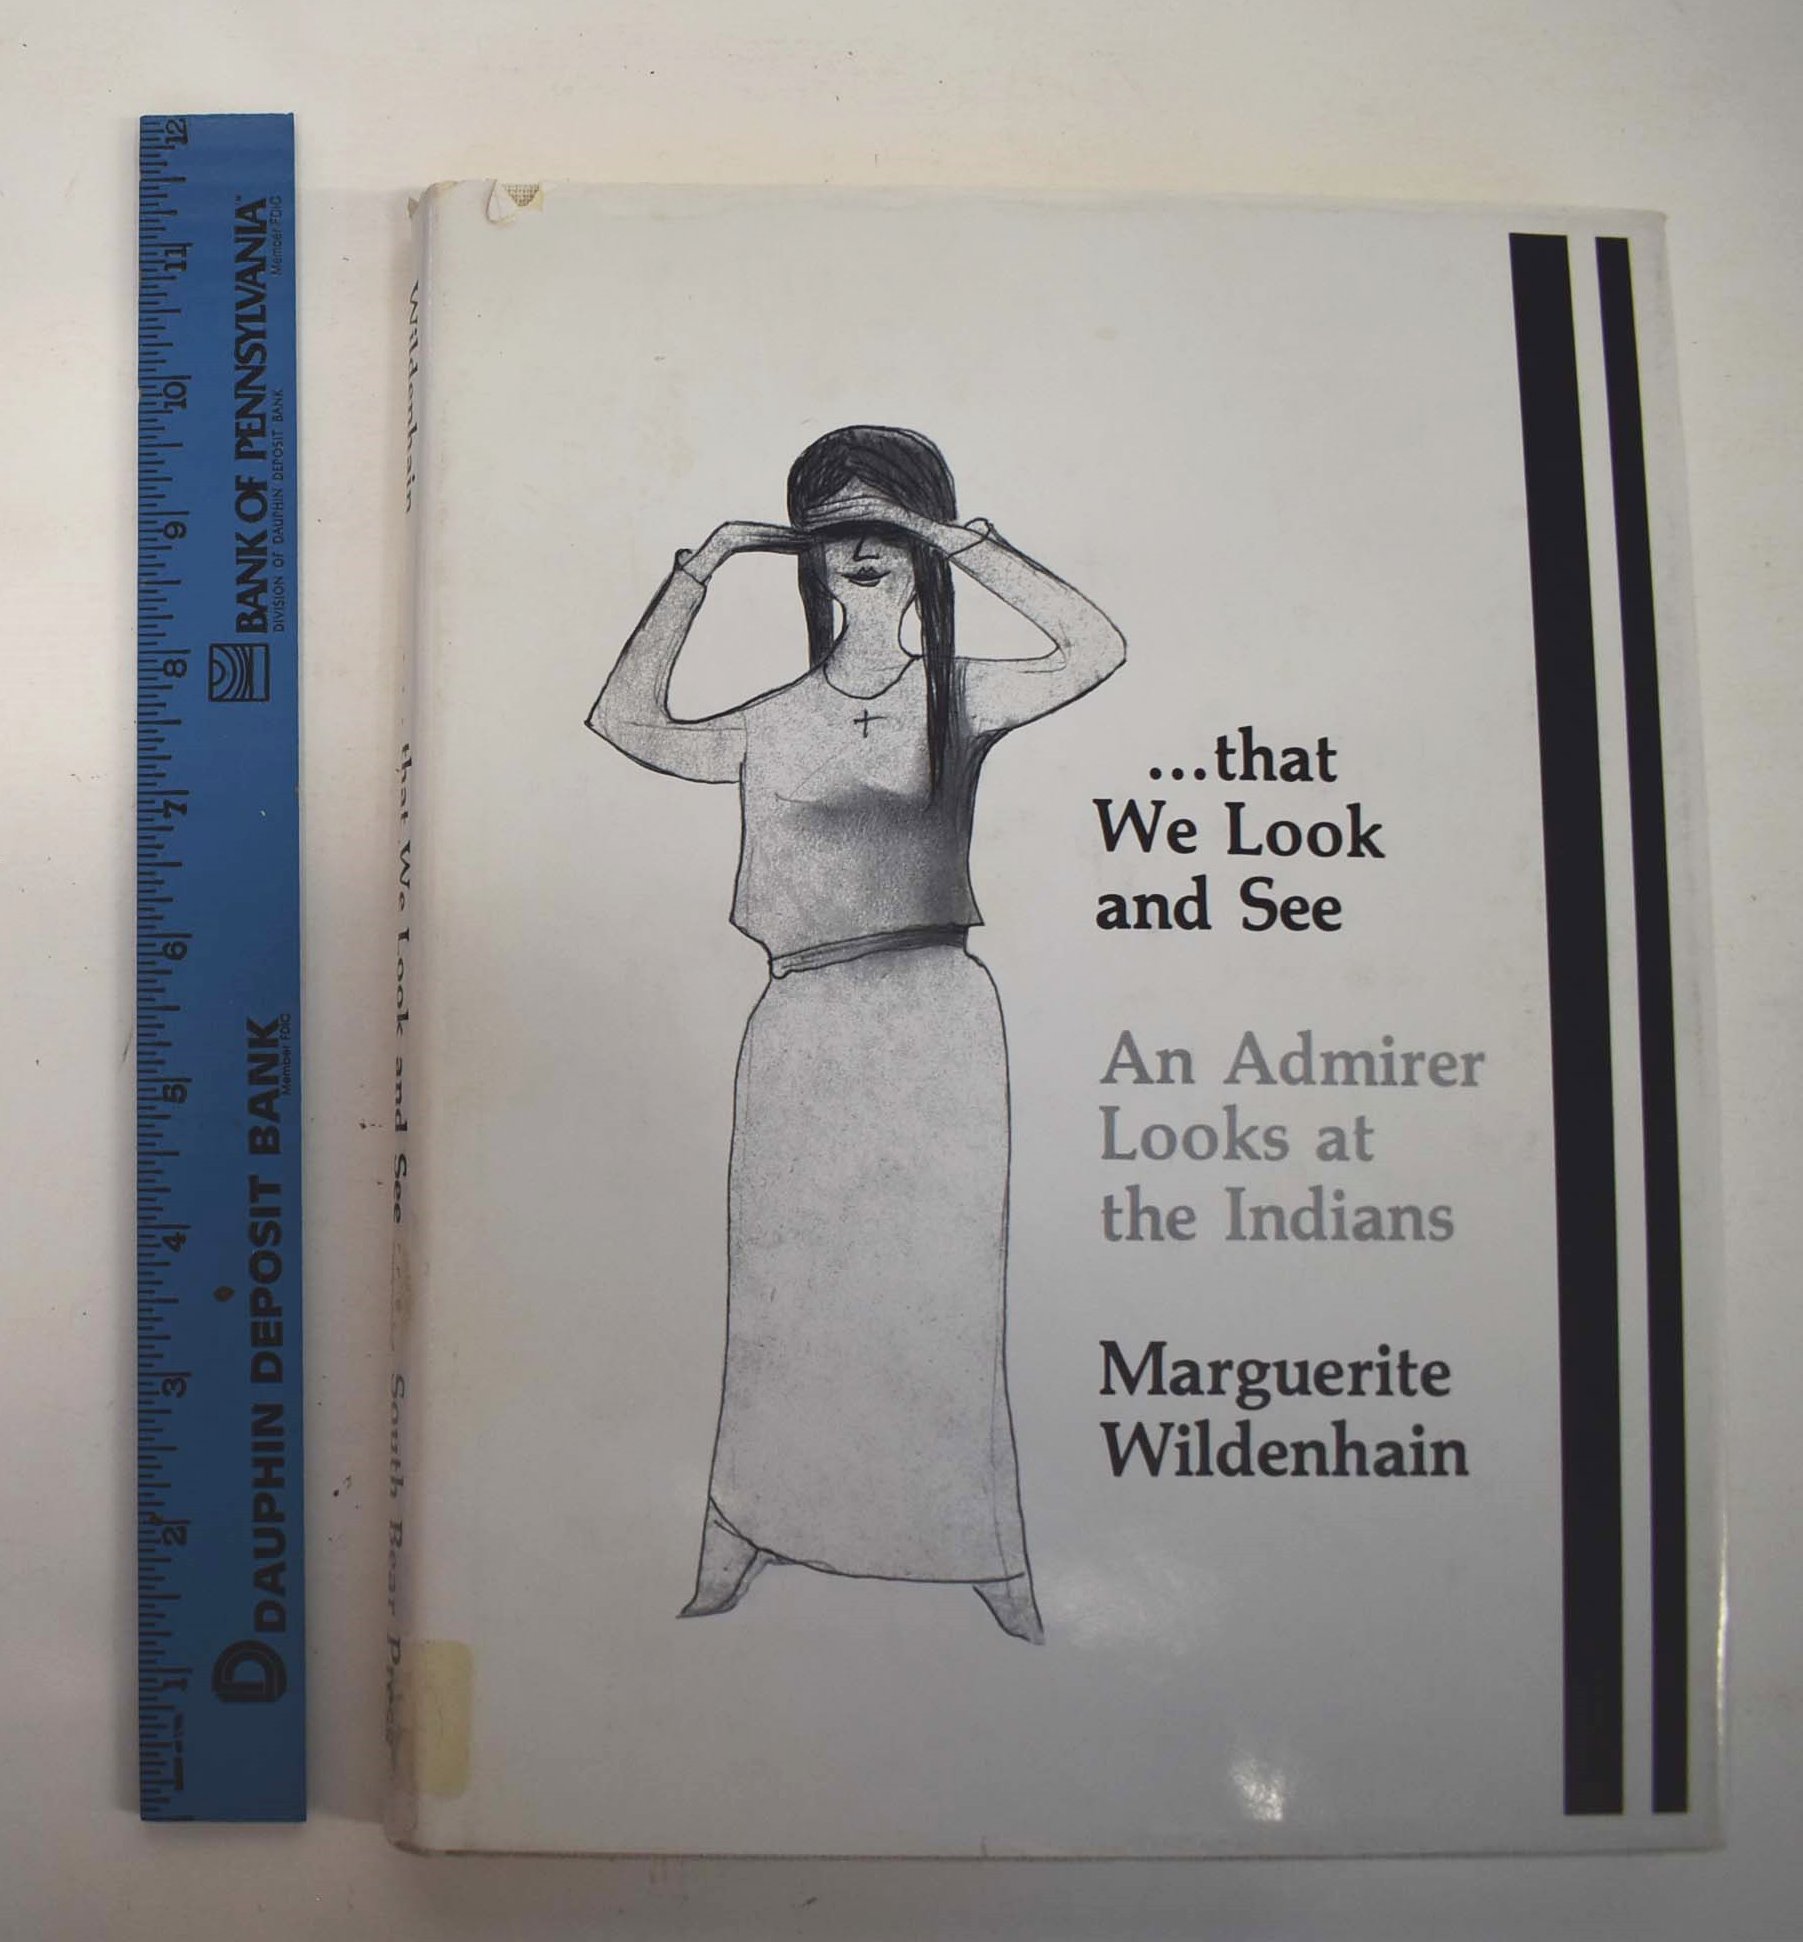 12
11
10
9
8
7
6
5
4
3
2
1
BANK OF PENNSYLVANIA™
Member FDIC
DIVISION OF DAUPHIN DEPOSIT BANK
DAUPHIN DEPOSIT BANK
Member FDIC
Wildenhain
...that We Look and See
South Bear Press
...that
We Look
and See
An Admirer
Looks at
the Indians
Marguerite
Wildenhain